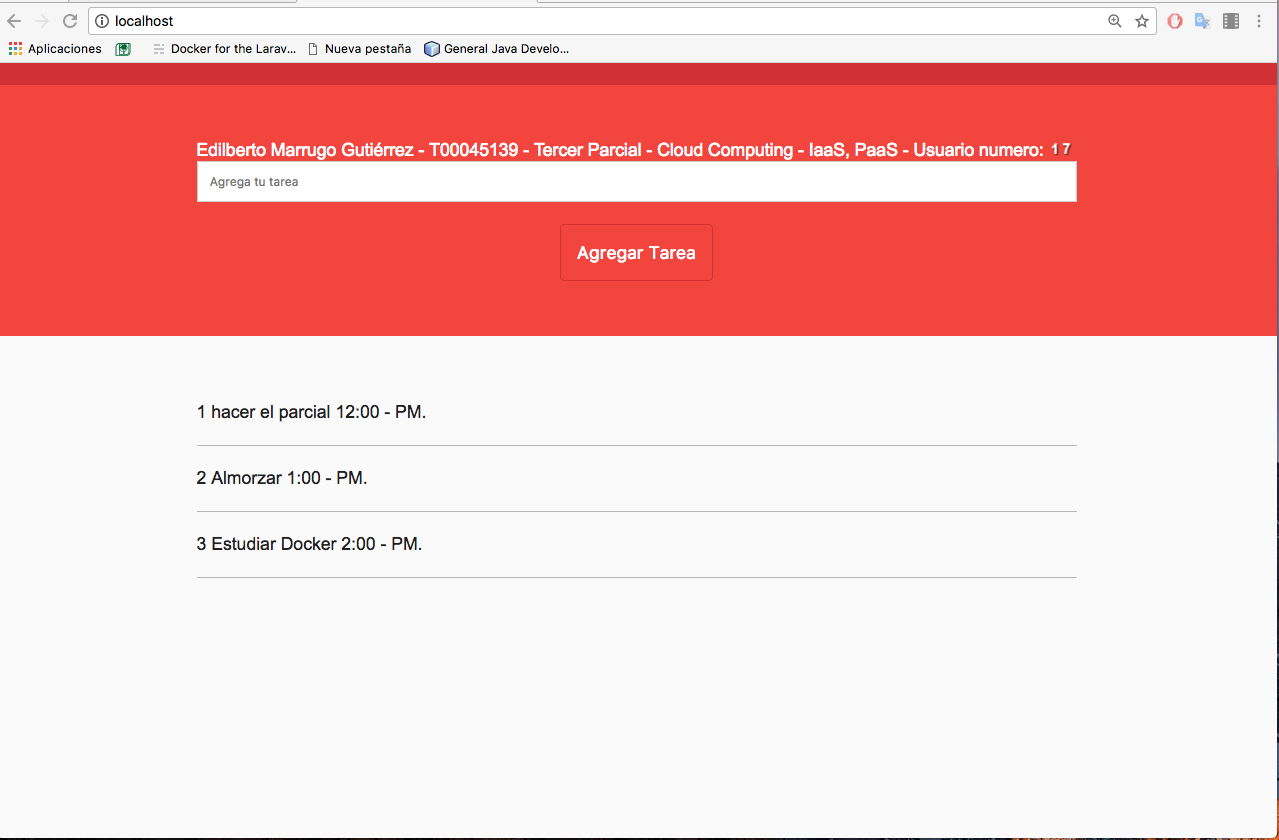 localhost
Aplicaciones Docker for the Larav... Nueva pestaña General Java Develo...
Edilberto Marrugo Gutiérrez - T00045139 - Tercer Parcial - Cloud Computing - IaaS, PaaS - Usuario numero: 17
Agrega tu tarea
Agregar Tarea
1 hacer el parcial 12:00 - PM.
2 Almorzar 1:00 - PM.
3 Estudiar Docker 2:00 - PM.